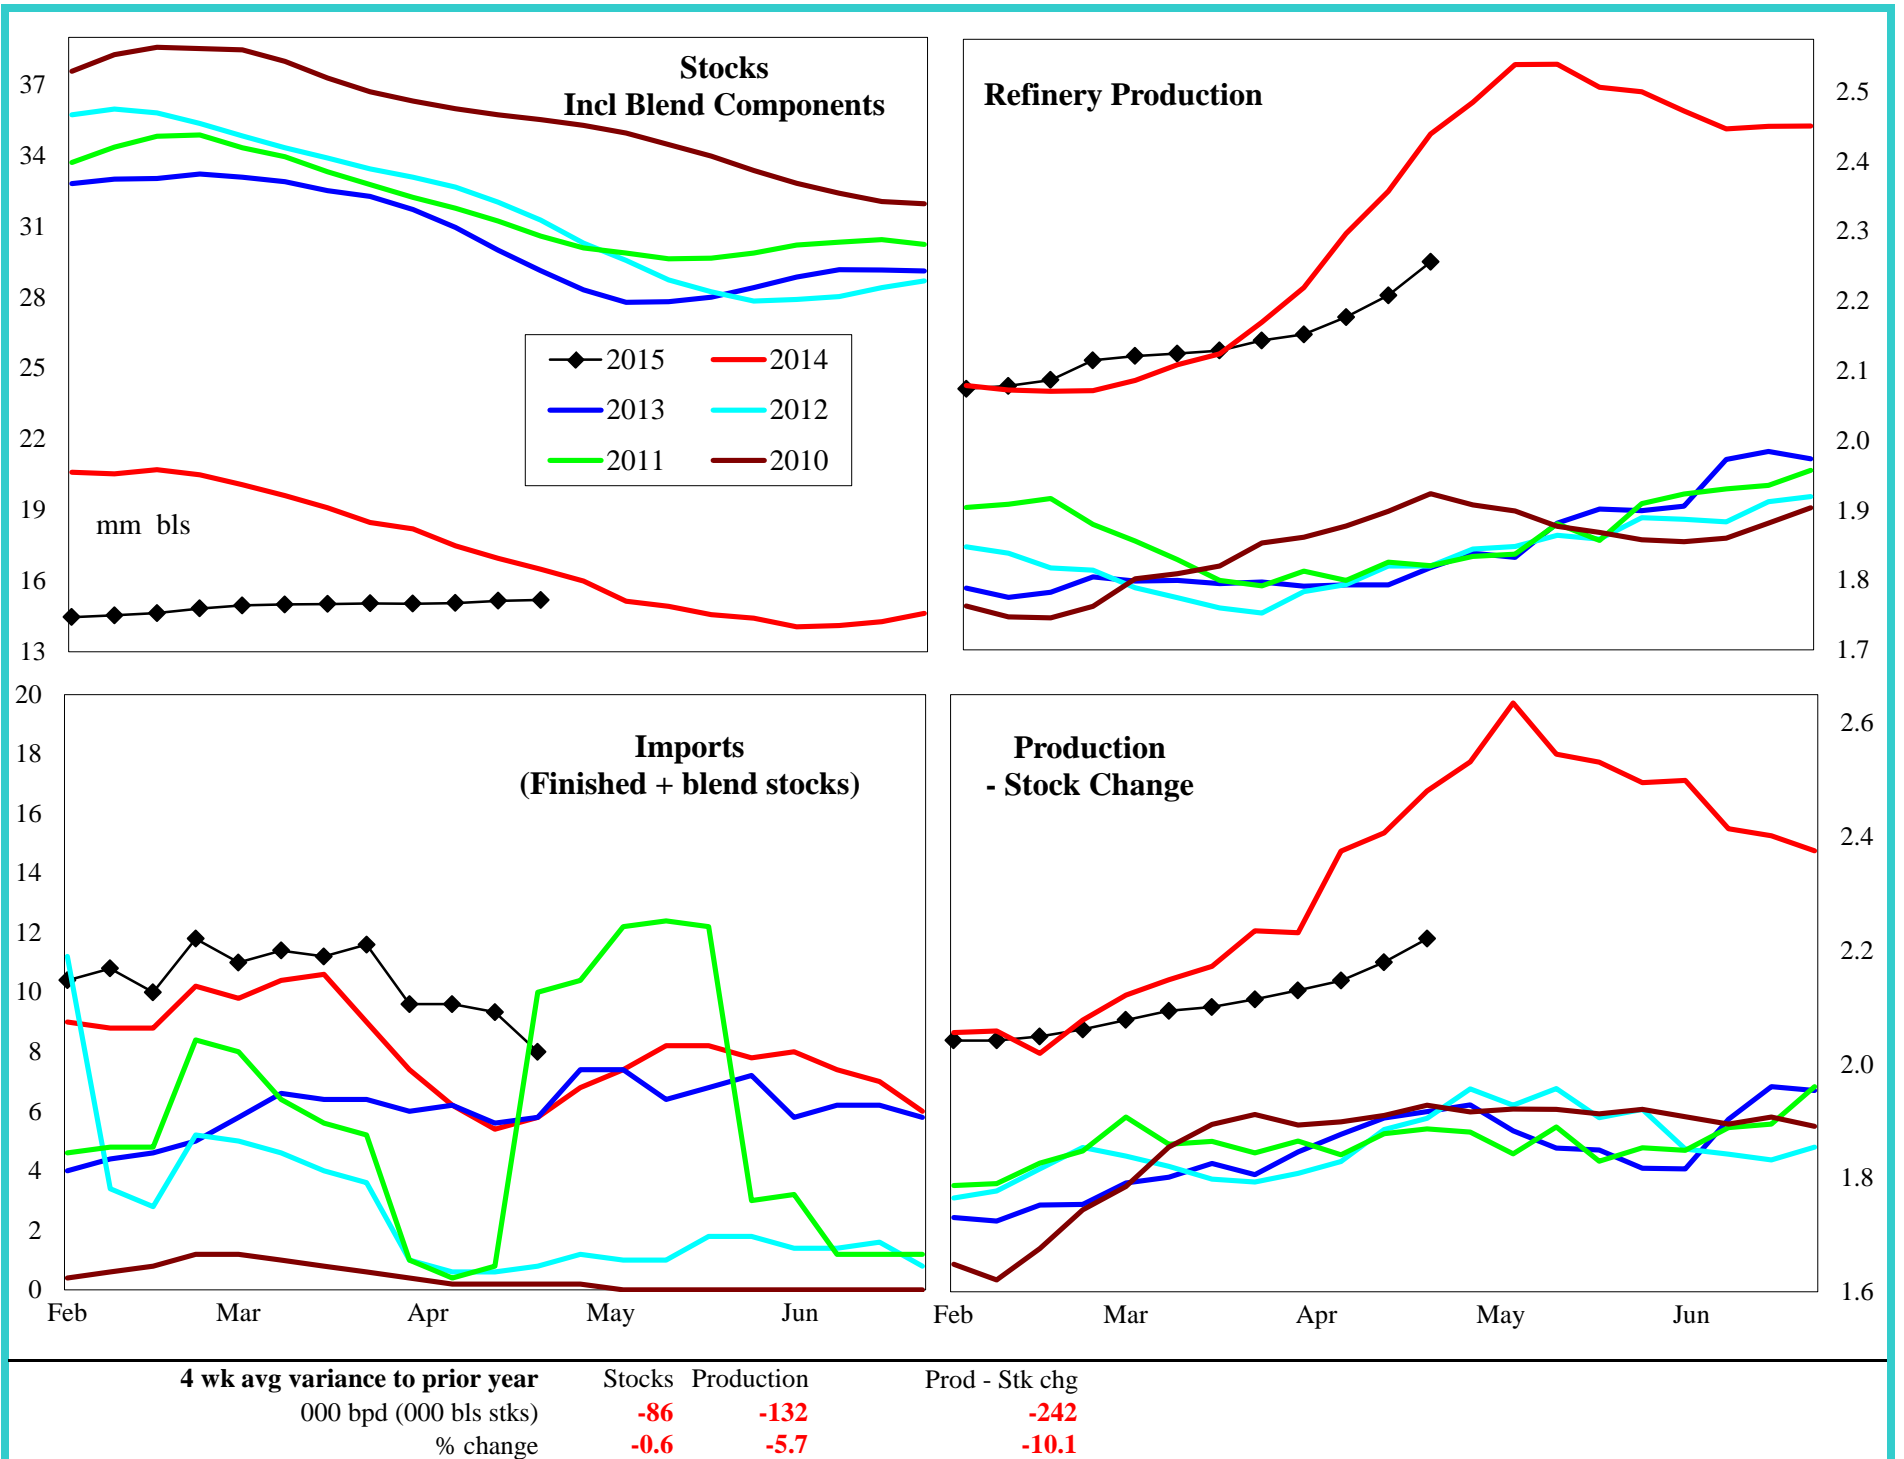 Stocks
Incl Blend Components
37
34
31
28
25
22
19
16
13
mm bls
2015 2014
2013 2012
2011 2010
Refinery Production
2.5
2.4
2.3
2.2
2.1
2.0
1.9
1.8
1.7
Imports
(Finished + blend stocks)
20
18
16
14
12
10
8
6
4
2
0
Feb Mar Apr May Jun
Production
- Stock Change
2.6
2.4
2.2
2.0
1.8
1.6
Feb Mar Apr May Jun
4 wk avg variance to prior year Stocks Production Prod - Stk chg
000 bpd (000 bls stks) -86 -132 -242
% change -0.6 -5.7 -10.1